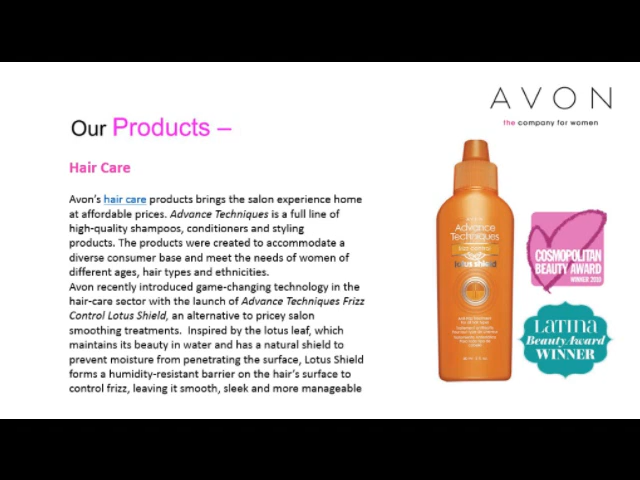 AVON
the company for women
Our Products –
Hair Care
Avon's hair care products brings the salon experience home
at affordable prices. Advance Techniques is a full line of
high-quality shampoos, conditioners and styling
products. The products were created to accommodate a
diverse consumer base and meet the needs of women of
different ages, hair types and ethnicities.
Avon recently introduced game-changing technology in the
hair-care sector with the launch of Advance Techniques Frizz
Control Lotus Shield, an alternative to pricey salon
smoothing treatments.  Inspired by the lotus leaf, which
maintains its beauty in water and has a natural shield to
prevent moisture from penetrating the surface, Lotus Shield
forms a humidity-resistant barrier on the hair's surface to
control frizz, leaving it smooth, sleek and more manageable
AVON
Advance
Techniques
lotus shield
COSMOPOLITAN
BEAUTY AWARD
LATINA
BeautyAward
WINNER